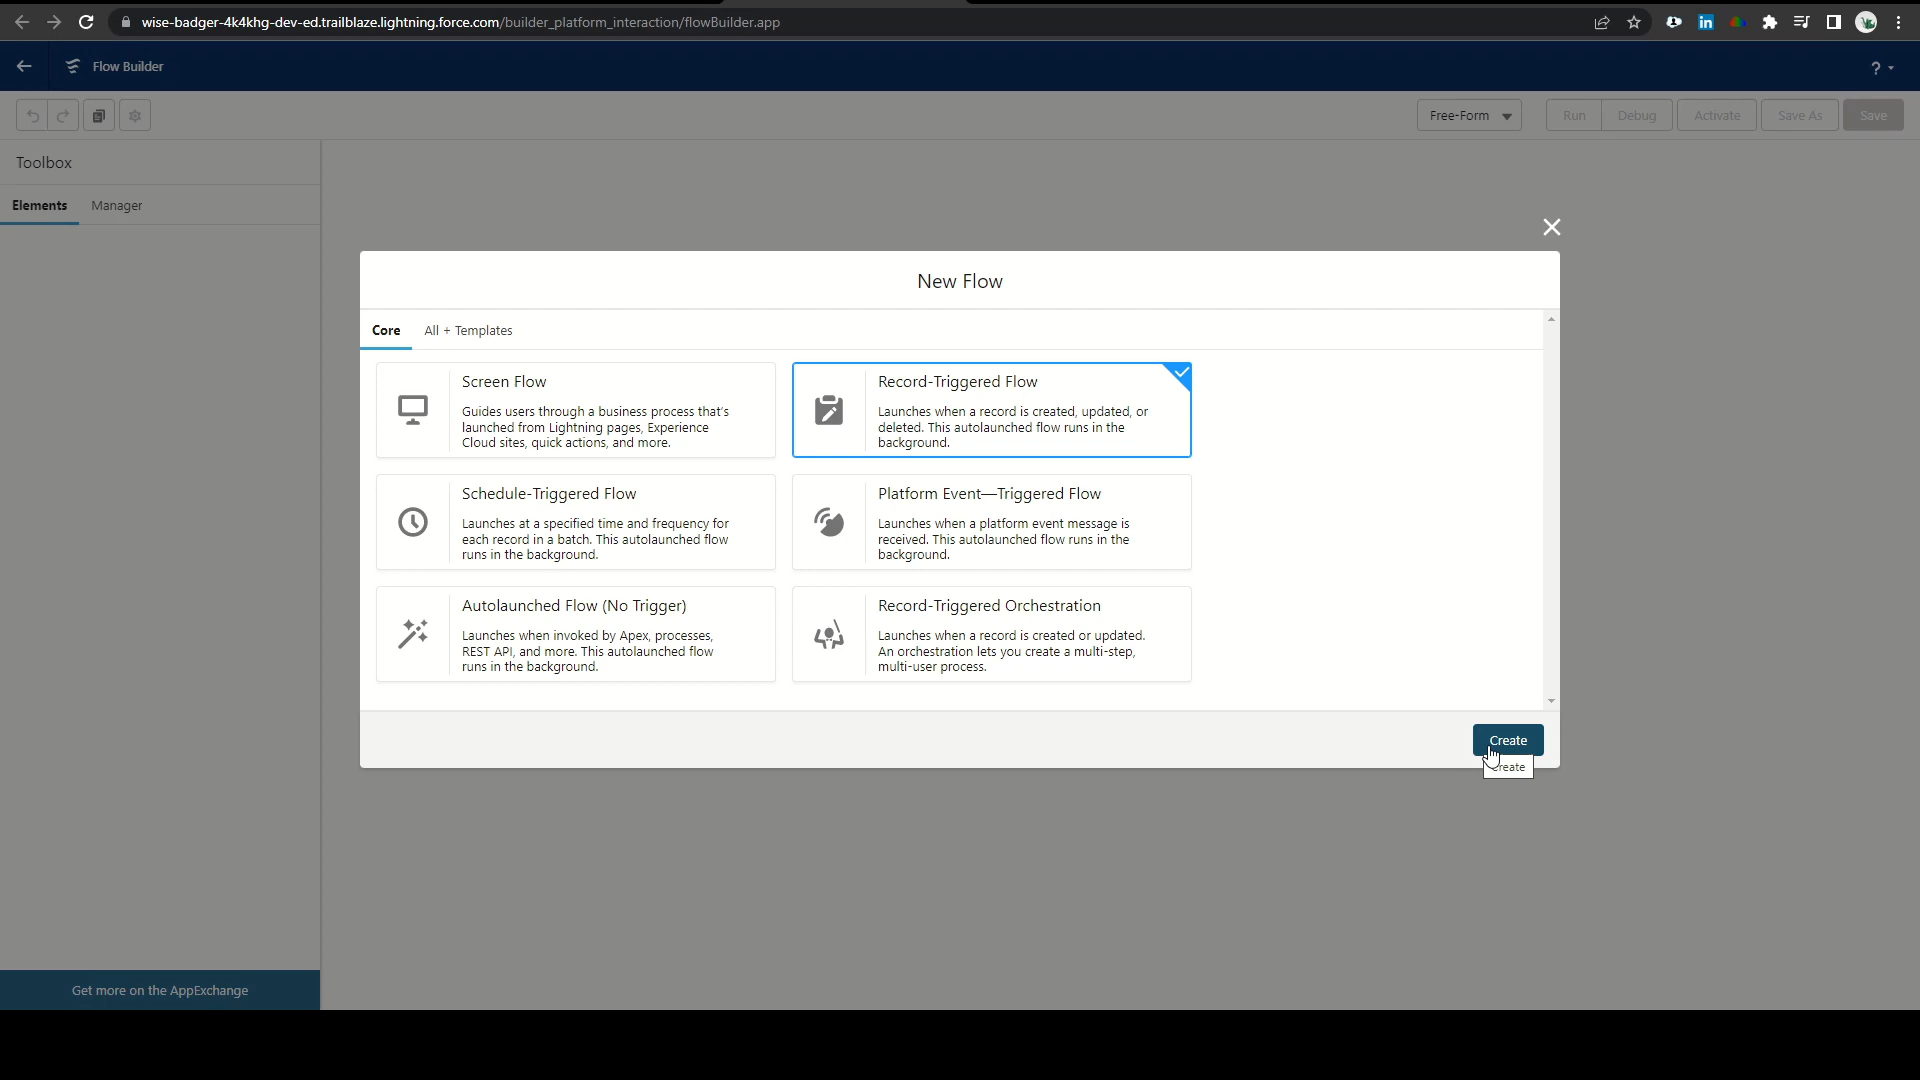 wise-badger-4k4khg-dev-ed.trailblaze.lightning.force.com/builder_platform_interaction/flowBuilder.app
Flow Builder
?
Free-Form
Run
Debug
Activate
Save As
Save
Toolbox
Elements
Manager
New Flow
Core
All + Templates
Screen Flow
Guides users through a business process that's
launched from Lightning pages, Experience
Cloud sites, quick actions, and more.
Record-Triggered Flow
Launches when a record is created, updated, or
deleted. This autolaunched flow runs in the
background.
Schedule-Triggered Flow
Launches at a specified time and frequency for
each record in a batch. This autolaunched flow
runs in the background.
Platform Event—Triggered Flow
Launches when a platform event message is
received. This autolaunched flow runs in the
background.
Autolaunched Flow (No Trigger)
Launches when invoked by Apex, processes,
REST API, and more. This autolaunched flow
runs in the background.
Record-Triggered Orchestration
Launches when a record is created or updated.
An orchestration lets you create a multi-step,
multi-user process.
Create
Create
Get more on the AppExchange
in